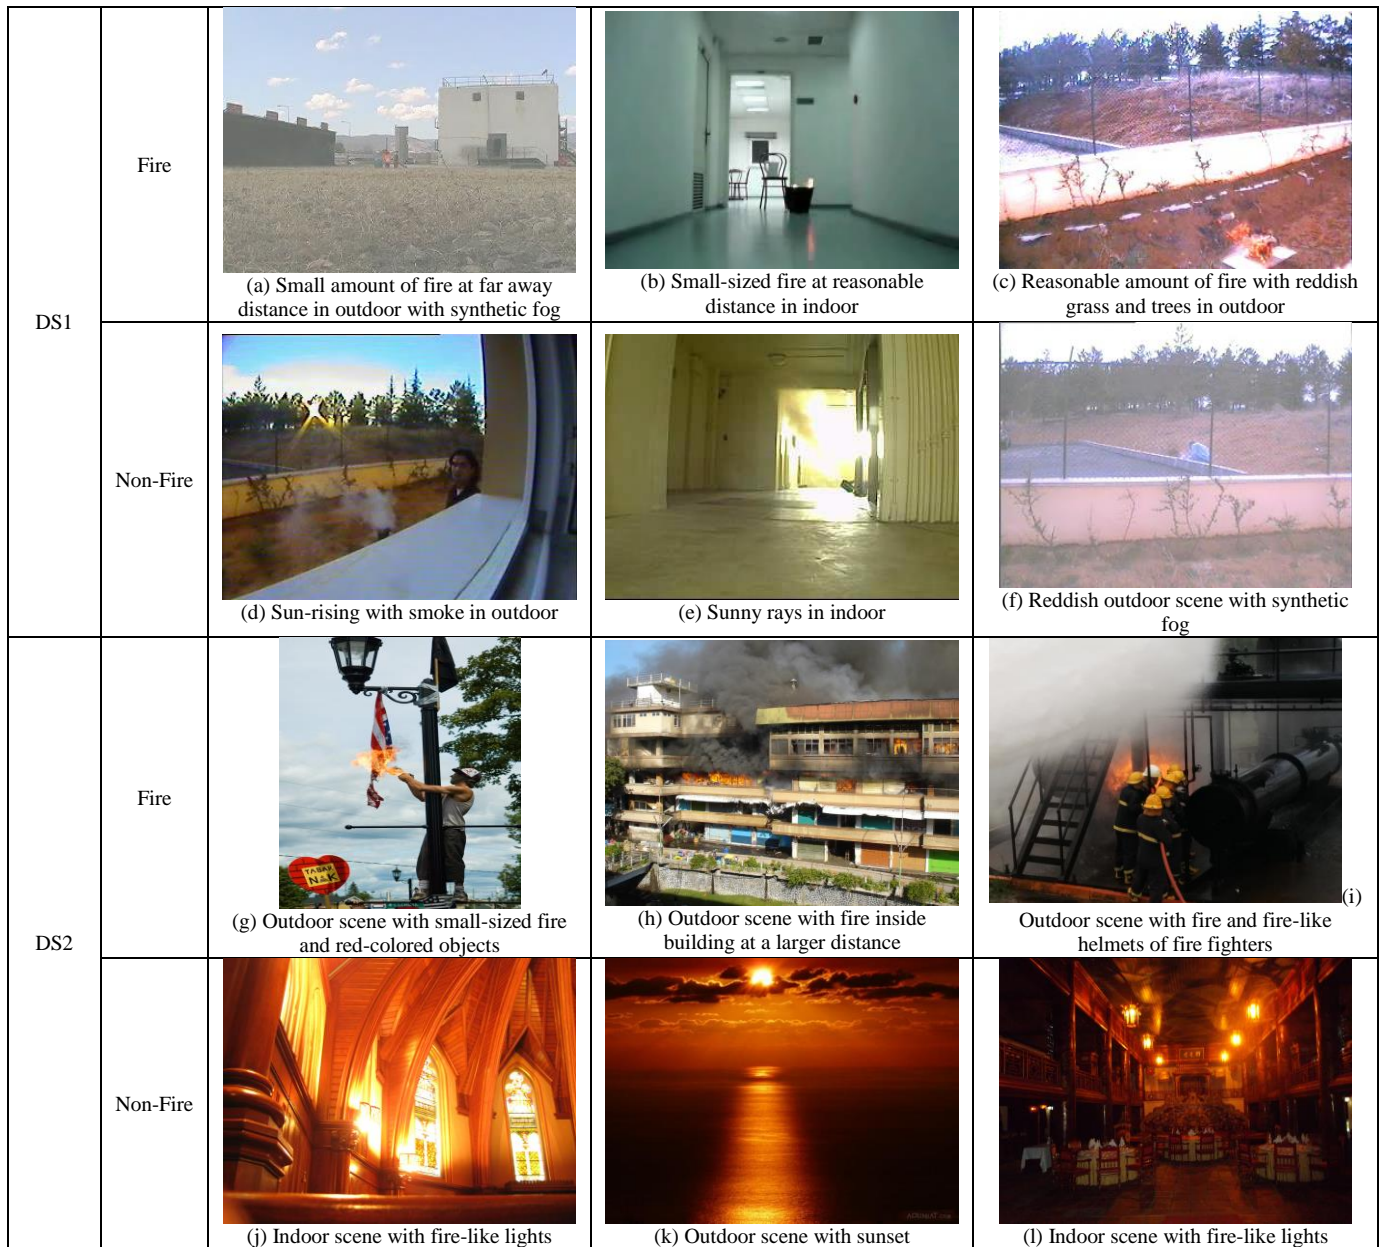 DS1
Fire
(a) Small amount of fire at far away
distance in outdoor with synthetic fog
(b) Small-sized fire at reasonable
distance in indoor
(c) Reasonable amount of fire with reddish
grass and trees in outdoor
Non-Fire
(d) Sun-rising with smoke in outdoor
(e) Sunny rays in indoor
(f) Reddish outdoor scene with synthetic
fog
DS2
Fire
(g) Outdoor scene with small-sized fire
and red-colored objects
(h) Outdoor scene with fire inside
building at a larger distance
(i)
Outdoor scene with fire and fire-like
helmets of fire fighters
Non-Fire
(j) Indoor scene with fire-like lights
(k) Outdoor scene with sunset
(l) Indoor scene with fire-like lights